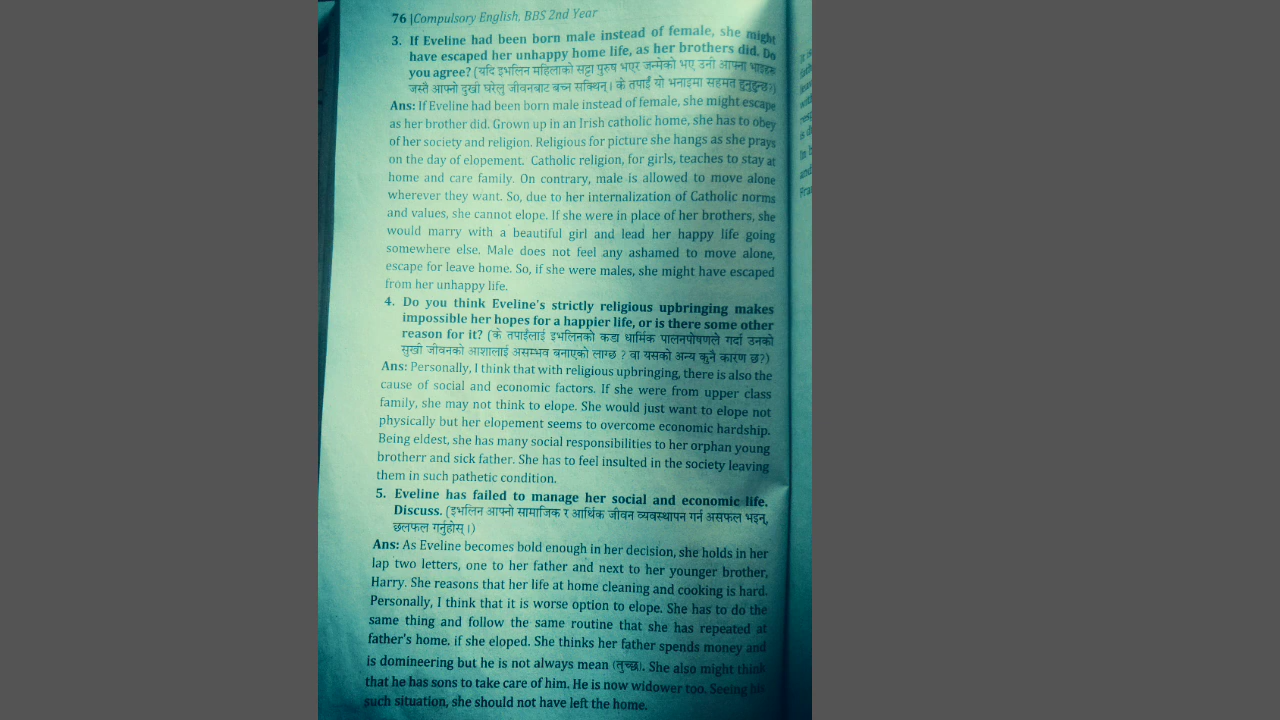 76 |Compulsory English, BBS 2nd Year
3. If Eveline had been born male instead of female, she might
have escaped her unhappy home life, as her brothers did. Do
you agree? (यदि इभलिन महिलाको सट्टा पुरुष भएर जन्मेको भए उनी आफ्ना भाइहरु
जस्तै आफ्नो दुखी घरेलु जीवनबाट बच्न सक्थिन् । के तपाईं यो भनाइमा सहमत हुनुहुन्छ?)
Ans: If Eveline had been born male instead of female, she might escape
as her brother did. Grown up in an Irish catholic home, she has to obey
of her society and religion. Religious for picture she hangs as she prays
on the day of elopement. Catholic religion, for girls, teaches to stay at
home and care family. On contrary, male is allowed to move alone
wherever they want. So, due to her internalization of Catholic norms
and values, she cannot elope. If she were in place of her brothers, she
would marry with a beautiful girl and lead her happy life going
somewhere else. Male does not feel any ashamed to move alone,
escape for leave home. So, if she were males, she might have escaped
from her unhappy life.
4. Do you think Eveline's strictly religious upbringing makes
impossible her hopes for a happier life, or is there some other
reason for it? (के तपाईंलाई इभलिनको कडा धार्मिक पालनपोषणले गर्दा उनको
सुखी जीवनको आशालाई असम्भव बनाएको लाग्छ ? वा यसको अन्य कुनै कारण छ?)
Ans: Personally, I think that with religious upbringing, there is also the
cause of social and economic factors. If she were from upper class
family, she may not think to elope. She would just want to elope not
physically but her elopement seems to overcome economic hardship.
Being eldest, she has many social responsibilities to her orphan young
brotherr and sick father. She has to feel insulted in the society leaving
them in such pathetic condition.
5. Eveline has failed to manage her social and economic life.
Discuss. (इभलिन आफ्नो सामाजिक र आर्थिक जीवन व्यवस्थापन गर्न असफल भइन्,
छलफल गर्नुहोस् ।)
Ans: As Eveline becomes bold enough in her decision, she holds in her
lap two letters, one to her father and next to her younger brother,
Harry. She reasons that her life at home cleaning and cooking is hard.
Personally, I think that it is worse option to elope. She has to do the
same thing and follow the same routine that she has repeated at
father's home, if she eloped. She thinks her father spends money and
is domineering but he is not always mean (तुच्छ). She also might think
that he has sons to take care of him. He is now widower too. Seeing his
such situation, she should not have left the home.